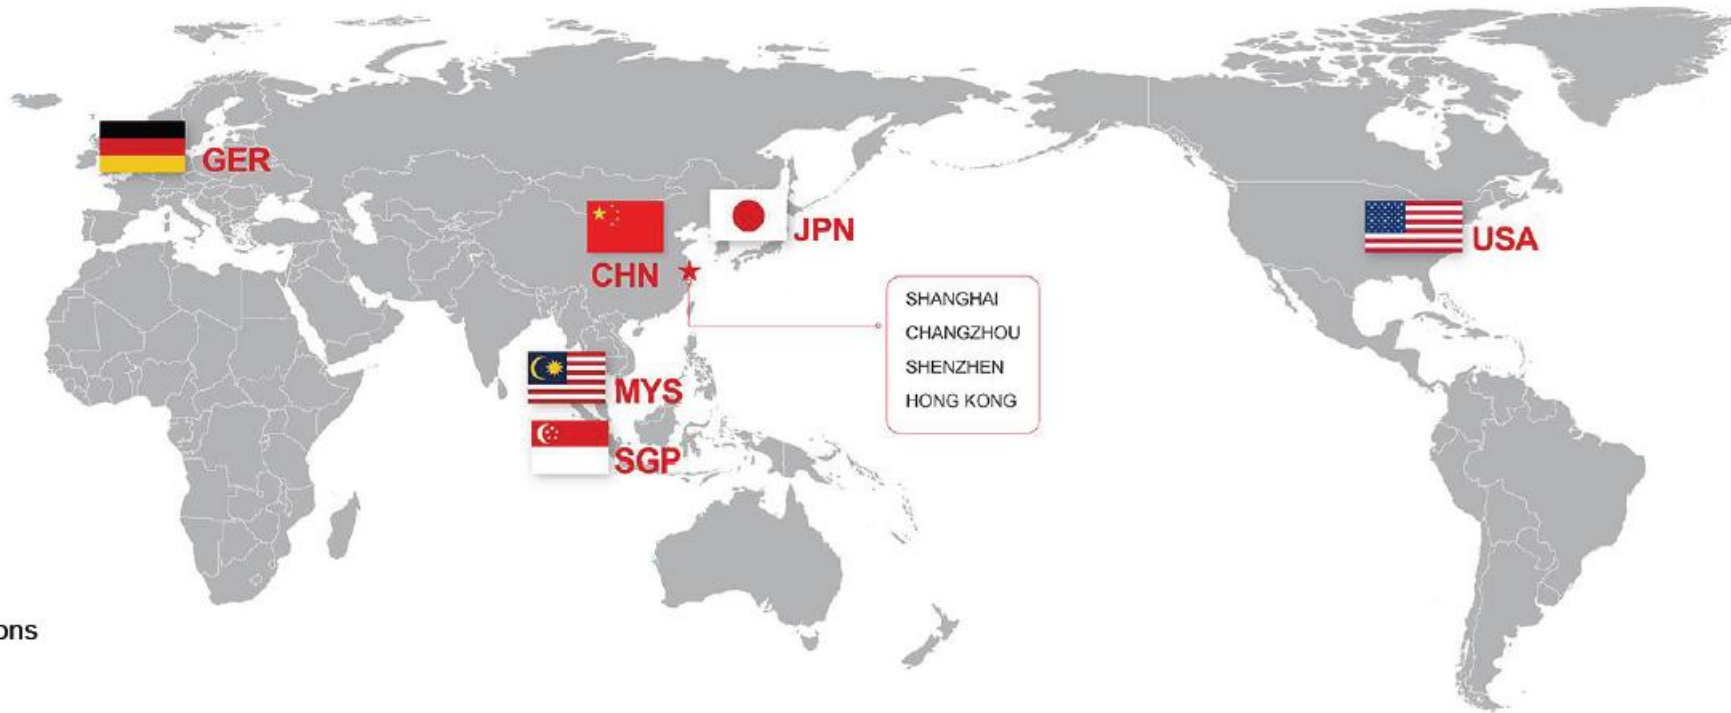 GER
JPN
USA
CHN
SHANGHAI
CHANGZHOU
SHENZHEN
HONG KONG
MYS
SGP
ons